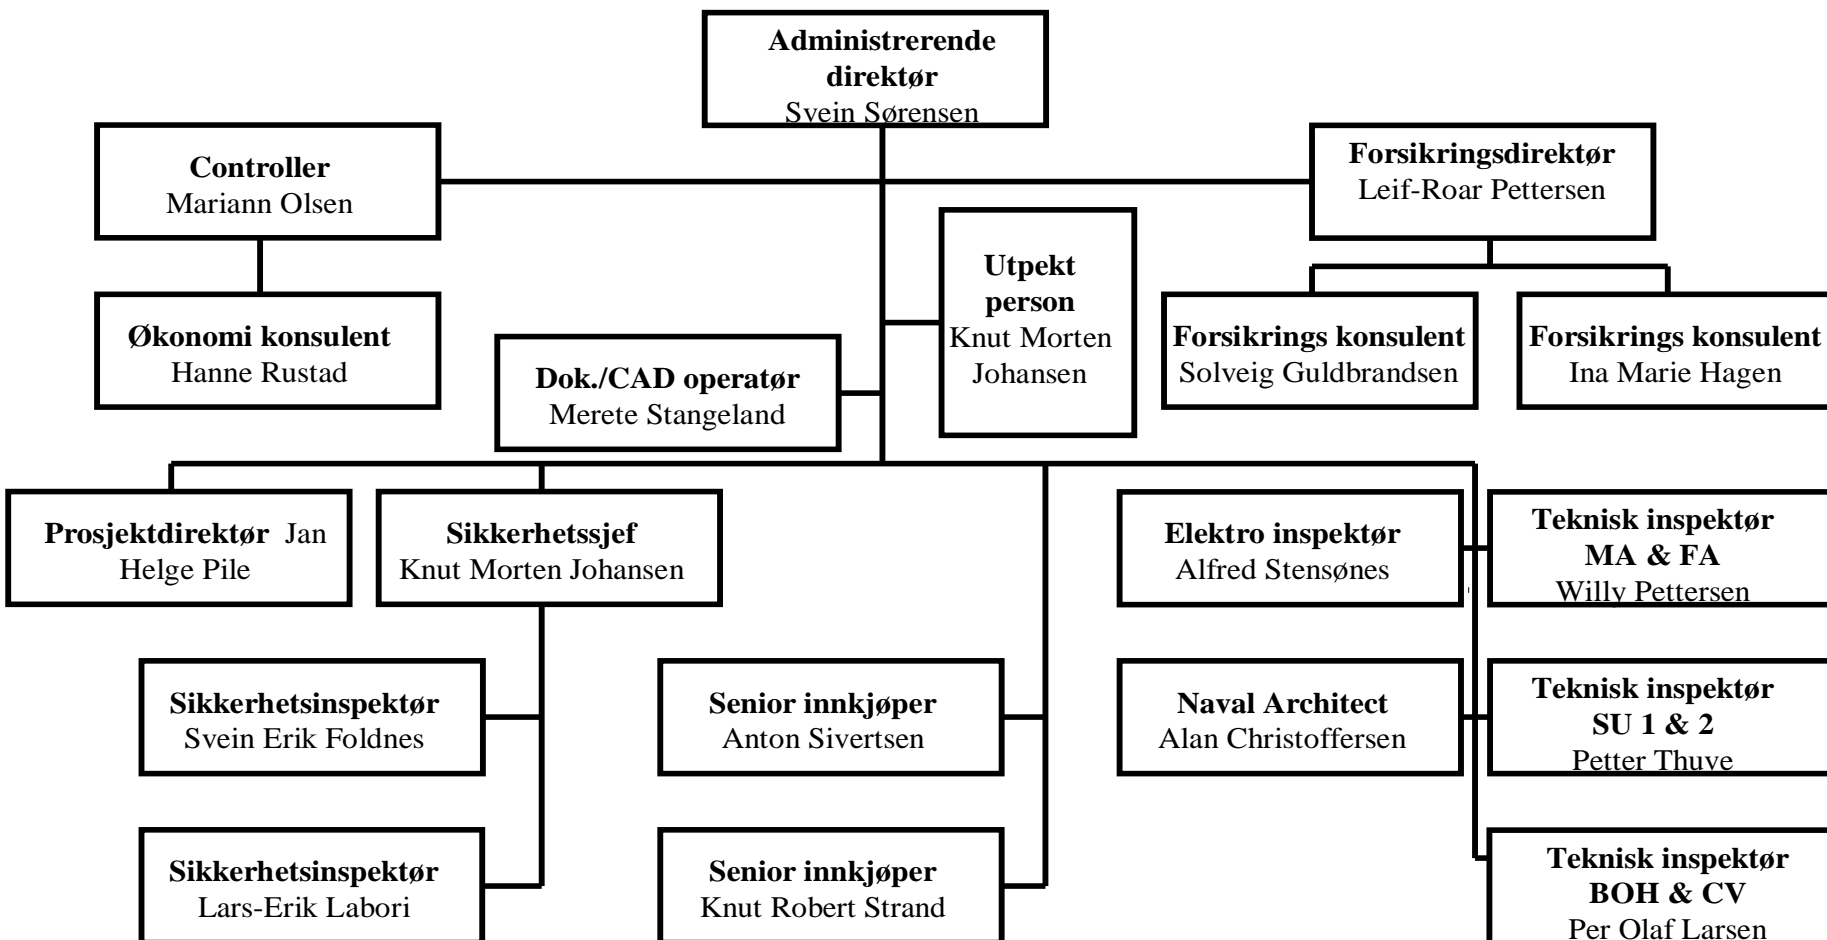 Administrerende
direktør
Svein Sørensen
Controller
Mariann Olsen
Forsikringsdirektør
Leif-Roar Pettersen
Utpekt
person
Knut Morten
Johansen
Økonomi konsulent
Hanne Rustad
Dok./CAD operatør
Merete Stangeland
Forsikrings konsulent
Solveig Guldbrandsen
Forsikrings konsulent
Ina Marie Hagen
Prosjektdirektør Jan
Helge Pile
Sikkerhetssjef
Knut Morten Johansen
Elektro inspektør
Alfred Stensønes
Teknisk inspektør
MA & FA
Willy Pettersen
Sikkerhetsinspektør
Svein Erik Foldnes
Senior innkjøper
Anton Sivertsen
Naval Architect
Alan Christoffersen
Teknisk inspektør
SU 1 & 2
Petter Thuve
Sikkerhetsinspektør
Lars-Erik Labori
Senior innkjøper
Knut Robert Strand
Teknisk inspektør
BOH & CV
Per Olaf Larsen